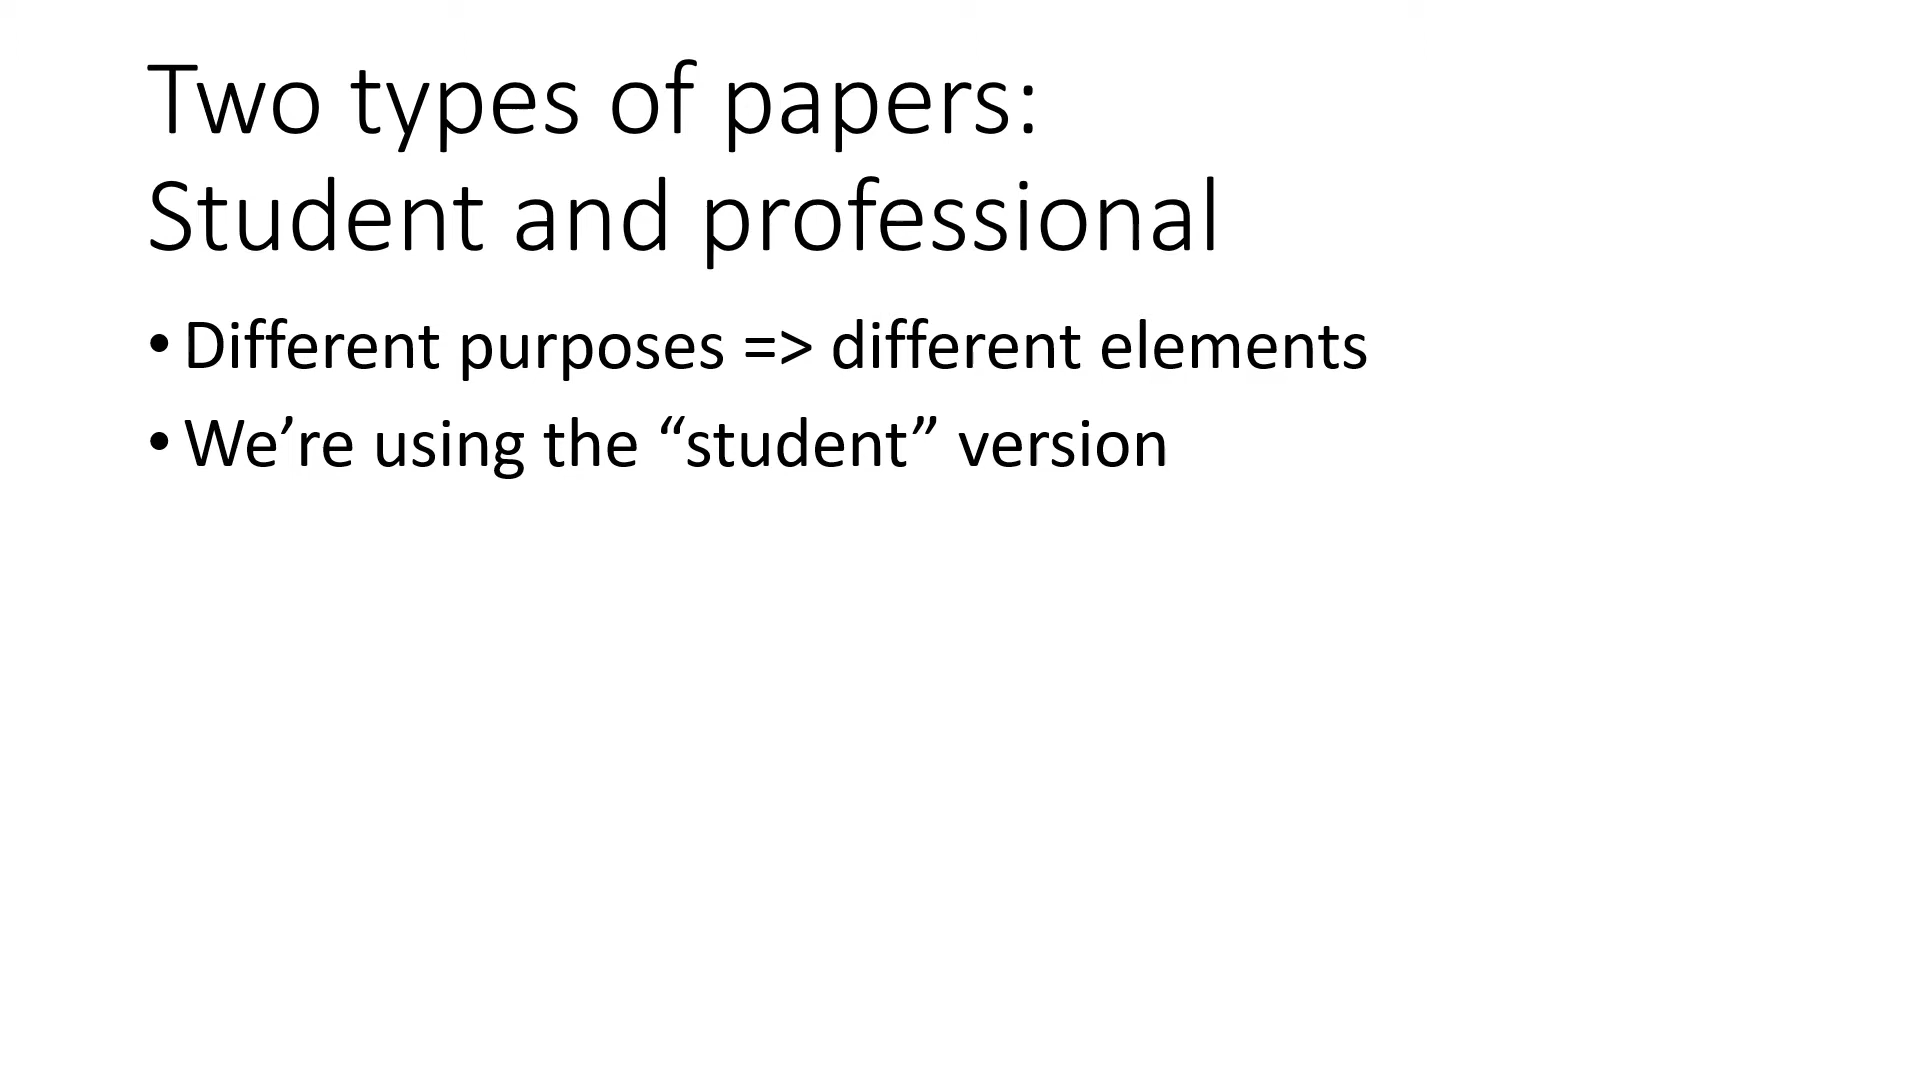 Two types of papers:
Student and professional
• Different purposes => different elements
• We’re using the “student” version